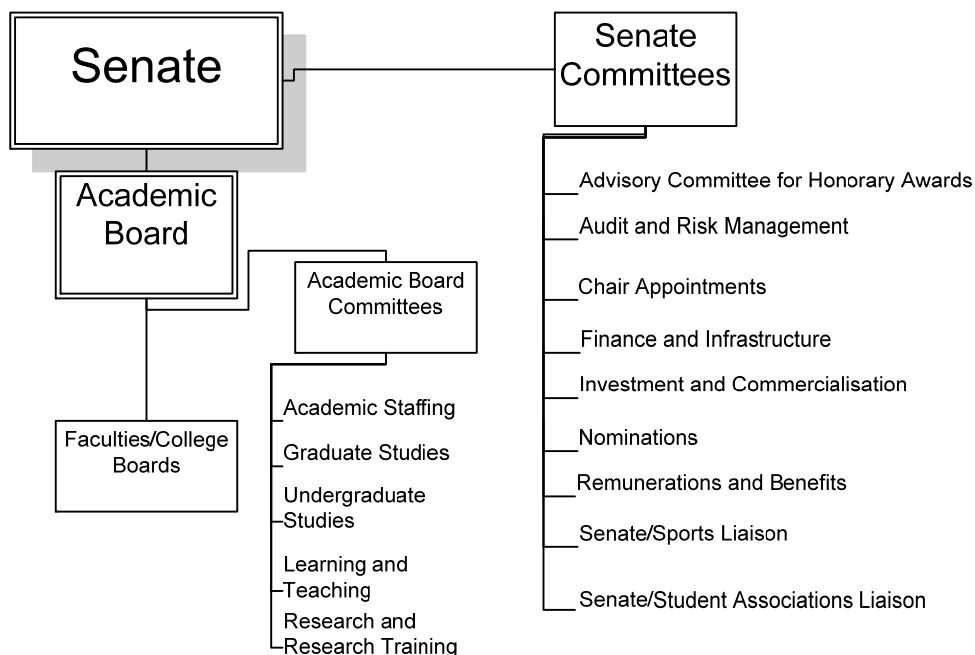 Senate
Senate
Committees
Academic
Board
Academic Board
Committees
Faculties/College
Boards
Academic Staffing
Graduate Studies
Undergraduate
Studies
Learning and
Teaching
Research and
Research Training
Advisory Committee for Honorary Awards
Audit and Risk Management
Chair Appointments
Finance and Infrastructure
Investment and Commercialisation
Nominations
Remunerations and Benefits
Senate/Sports Liaison
Senate/Student Associations Liaison